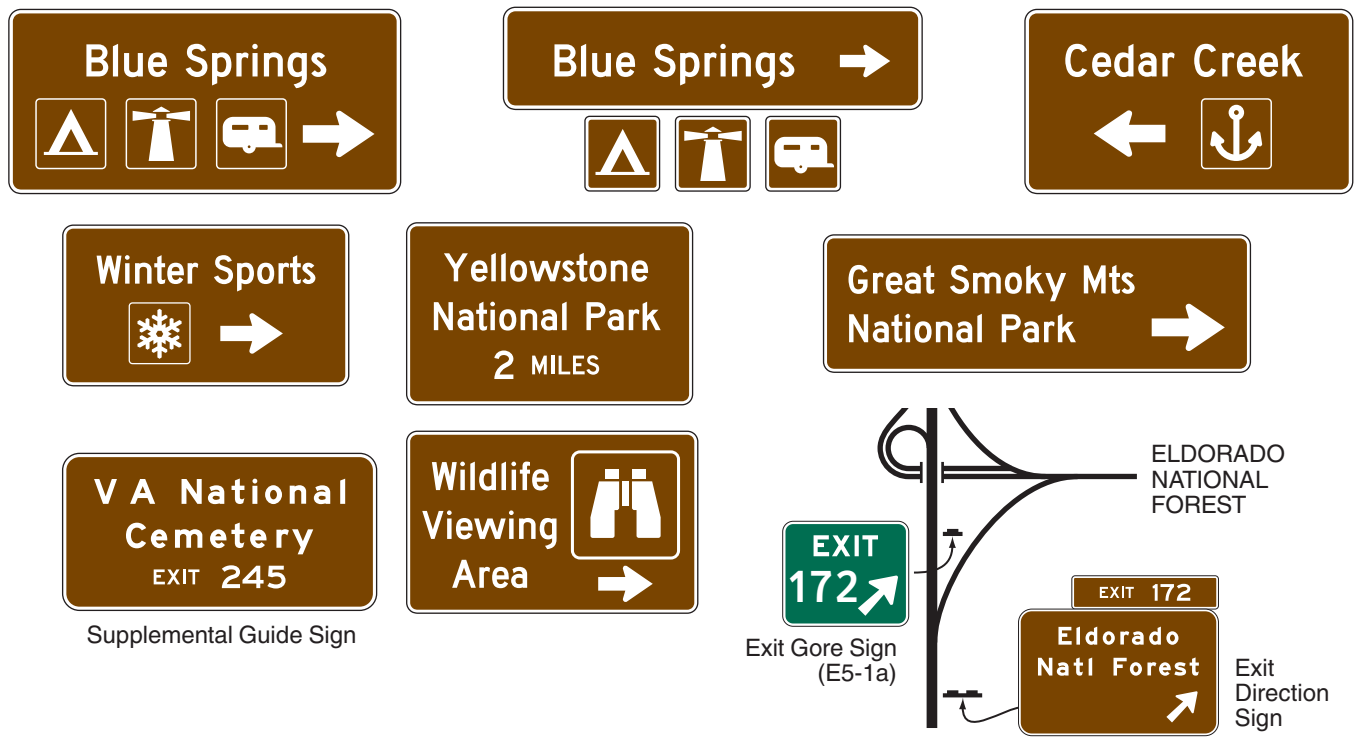 Blue Springs
Blue Springs
Cedar Creek
Winter Sports
Yellowstone
National Park
2 MILES
Great Smoky Mts
National Park
V A National
Cemetery
EXIT 245
Supplemental Guide Sign
Wildlife
Viewing
Area
ELDORADO
NATIONAL
FOREST
EXIT
172
Exit Gore Sign
(E5-1a)
EXIT 172
Eldorado
Natl Forest
Exit
Direction
Sign